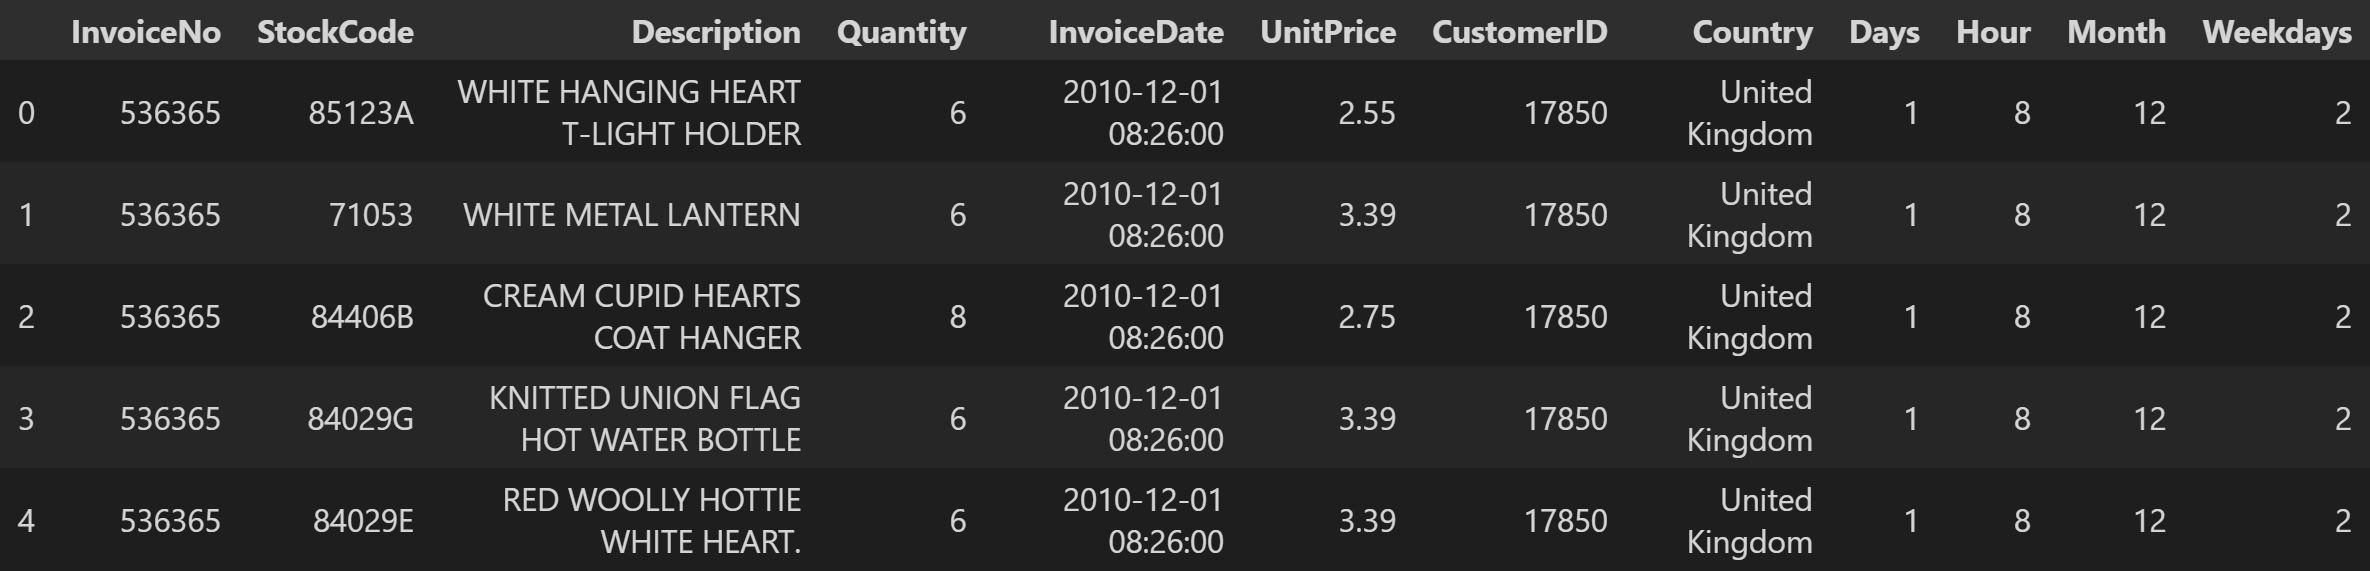 InvoiceNo StockCode Description Quantity InvoiceDate UnitPrice CustomerID Country Days Hour Month Weekdays
0 536365 85123A WHITE HANGING HEART T-LIGHT HOLDER 6 2010-12-01 08:26:00 2.55 17850 United Kingdom 1 8 12 2
1 536365 71053 WHITE METAL LANTERN 6 2010-12-01 08:26:00 3.39 17850 United Kingdom 1 8 12 2
2 536365 84406B CREAM CUPID HEARTS COAT HANGER 8 2010-12-01 08:26:00 2.75 17850 United Kingdom 1 8 12 2
3 536365 84029G KNITTED UNION FLAG HOT WATER BOTTLE 6 2010-12-01 08:26:00 3.39 17850 United Kingdom 1 8 12 2
4 536365 84029E RED WOOLLY HOTTIE WHITE HEART. 6 2010-12-01 08:26:00 3.39 17850 United Kingdom 1 8 12 2